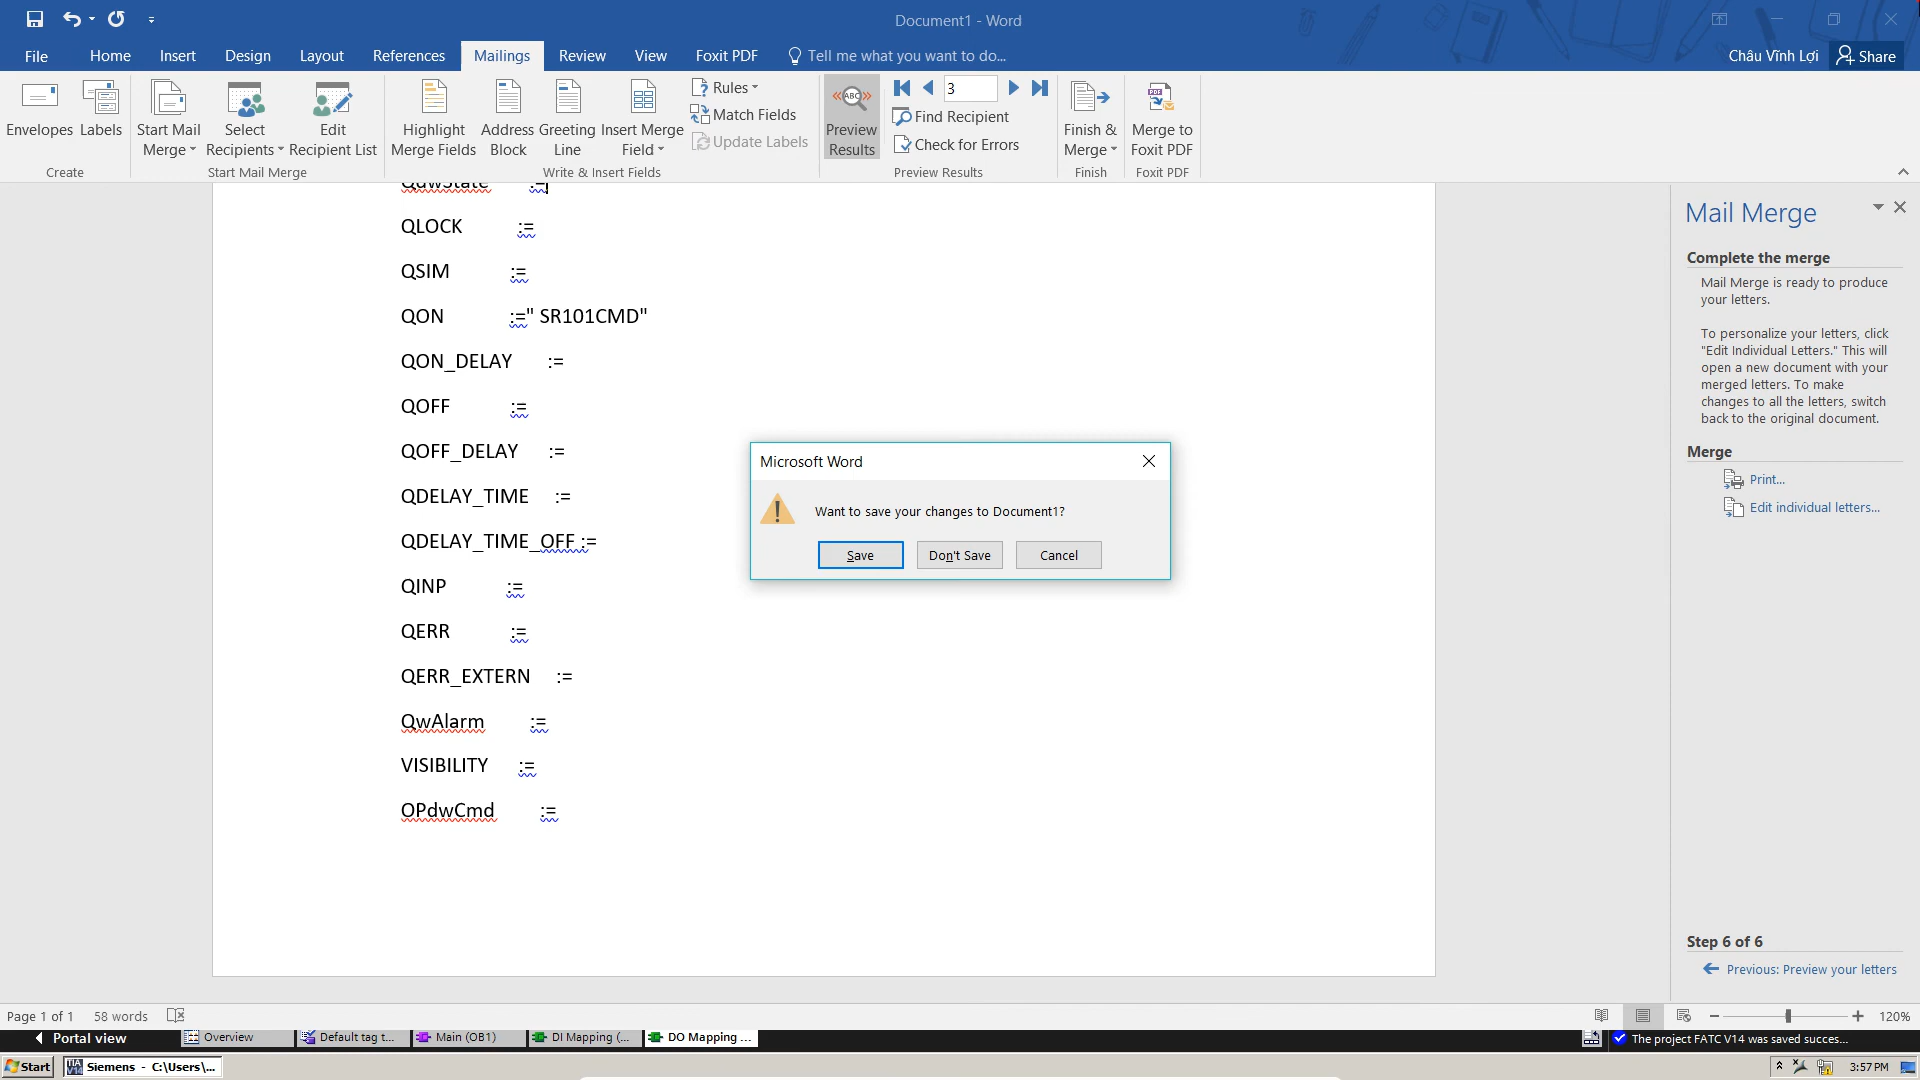 Document1 - Word
File Home Insert Design Layout References Mailings Review View Foxit PDF Tell me what you want to do... Châu Vĩnh Lợi Share
Envelopes Labels
Create
Start Mail Merge
Select Recipients
Edit Recipient List
Start Mail Merge
Highlight Merge Fields
Address Block
Greeting Line
Insert Merge Field
Rules
Match Fields
Update Labels
Write & Insert Fields
Preview Results
3
Find Recipient
Check for Errors
Preview Results
Finish & Merge
Finish
Merge to Foxit PDF
Foxit PDF
QdwState :=
QLOCK :=
QSIM :=
QON :=" SR101CMD"
QON_DELAY :=
QOFF :=
QOFF_DELAY :=
QDELAY_TIME :=
QDELAY_TIME_OFF :=
QINP :=
QERR :=
QERR_EXTERN :=
QwAlarm :=
VISIBILITY :=
OPdwCmd :=
Microsoft Word
Want to save your changes to Document1?
Save Don't Save Cancel
Mail Merge
Complete the merge
Mail Merge is ready to produce
your letters.
To personalize your letters, click
"Edit Individual Letters." This will
open a new document with your
merged letters. To make
changes to all the letters, switch
back to the original document.
Merge
Print...
Edit individual letters...
Step 6 of 6
Previous: Preview your letters
Page 1 of 1 58 words 120%
Portal view Overview Default tag t... Main (OB1) DI Mapping (... DO Mapping ... The project FATC V14 was saved succes...
Start Siemens - C:\Users\... 3:57 PM